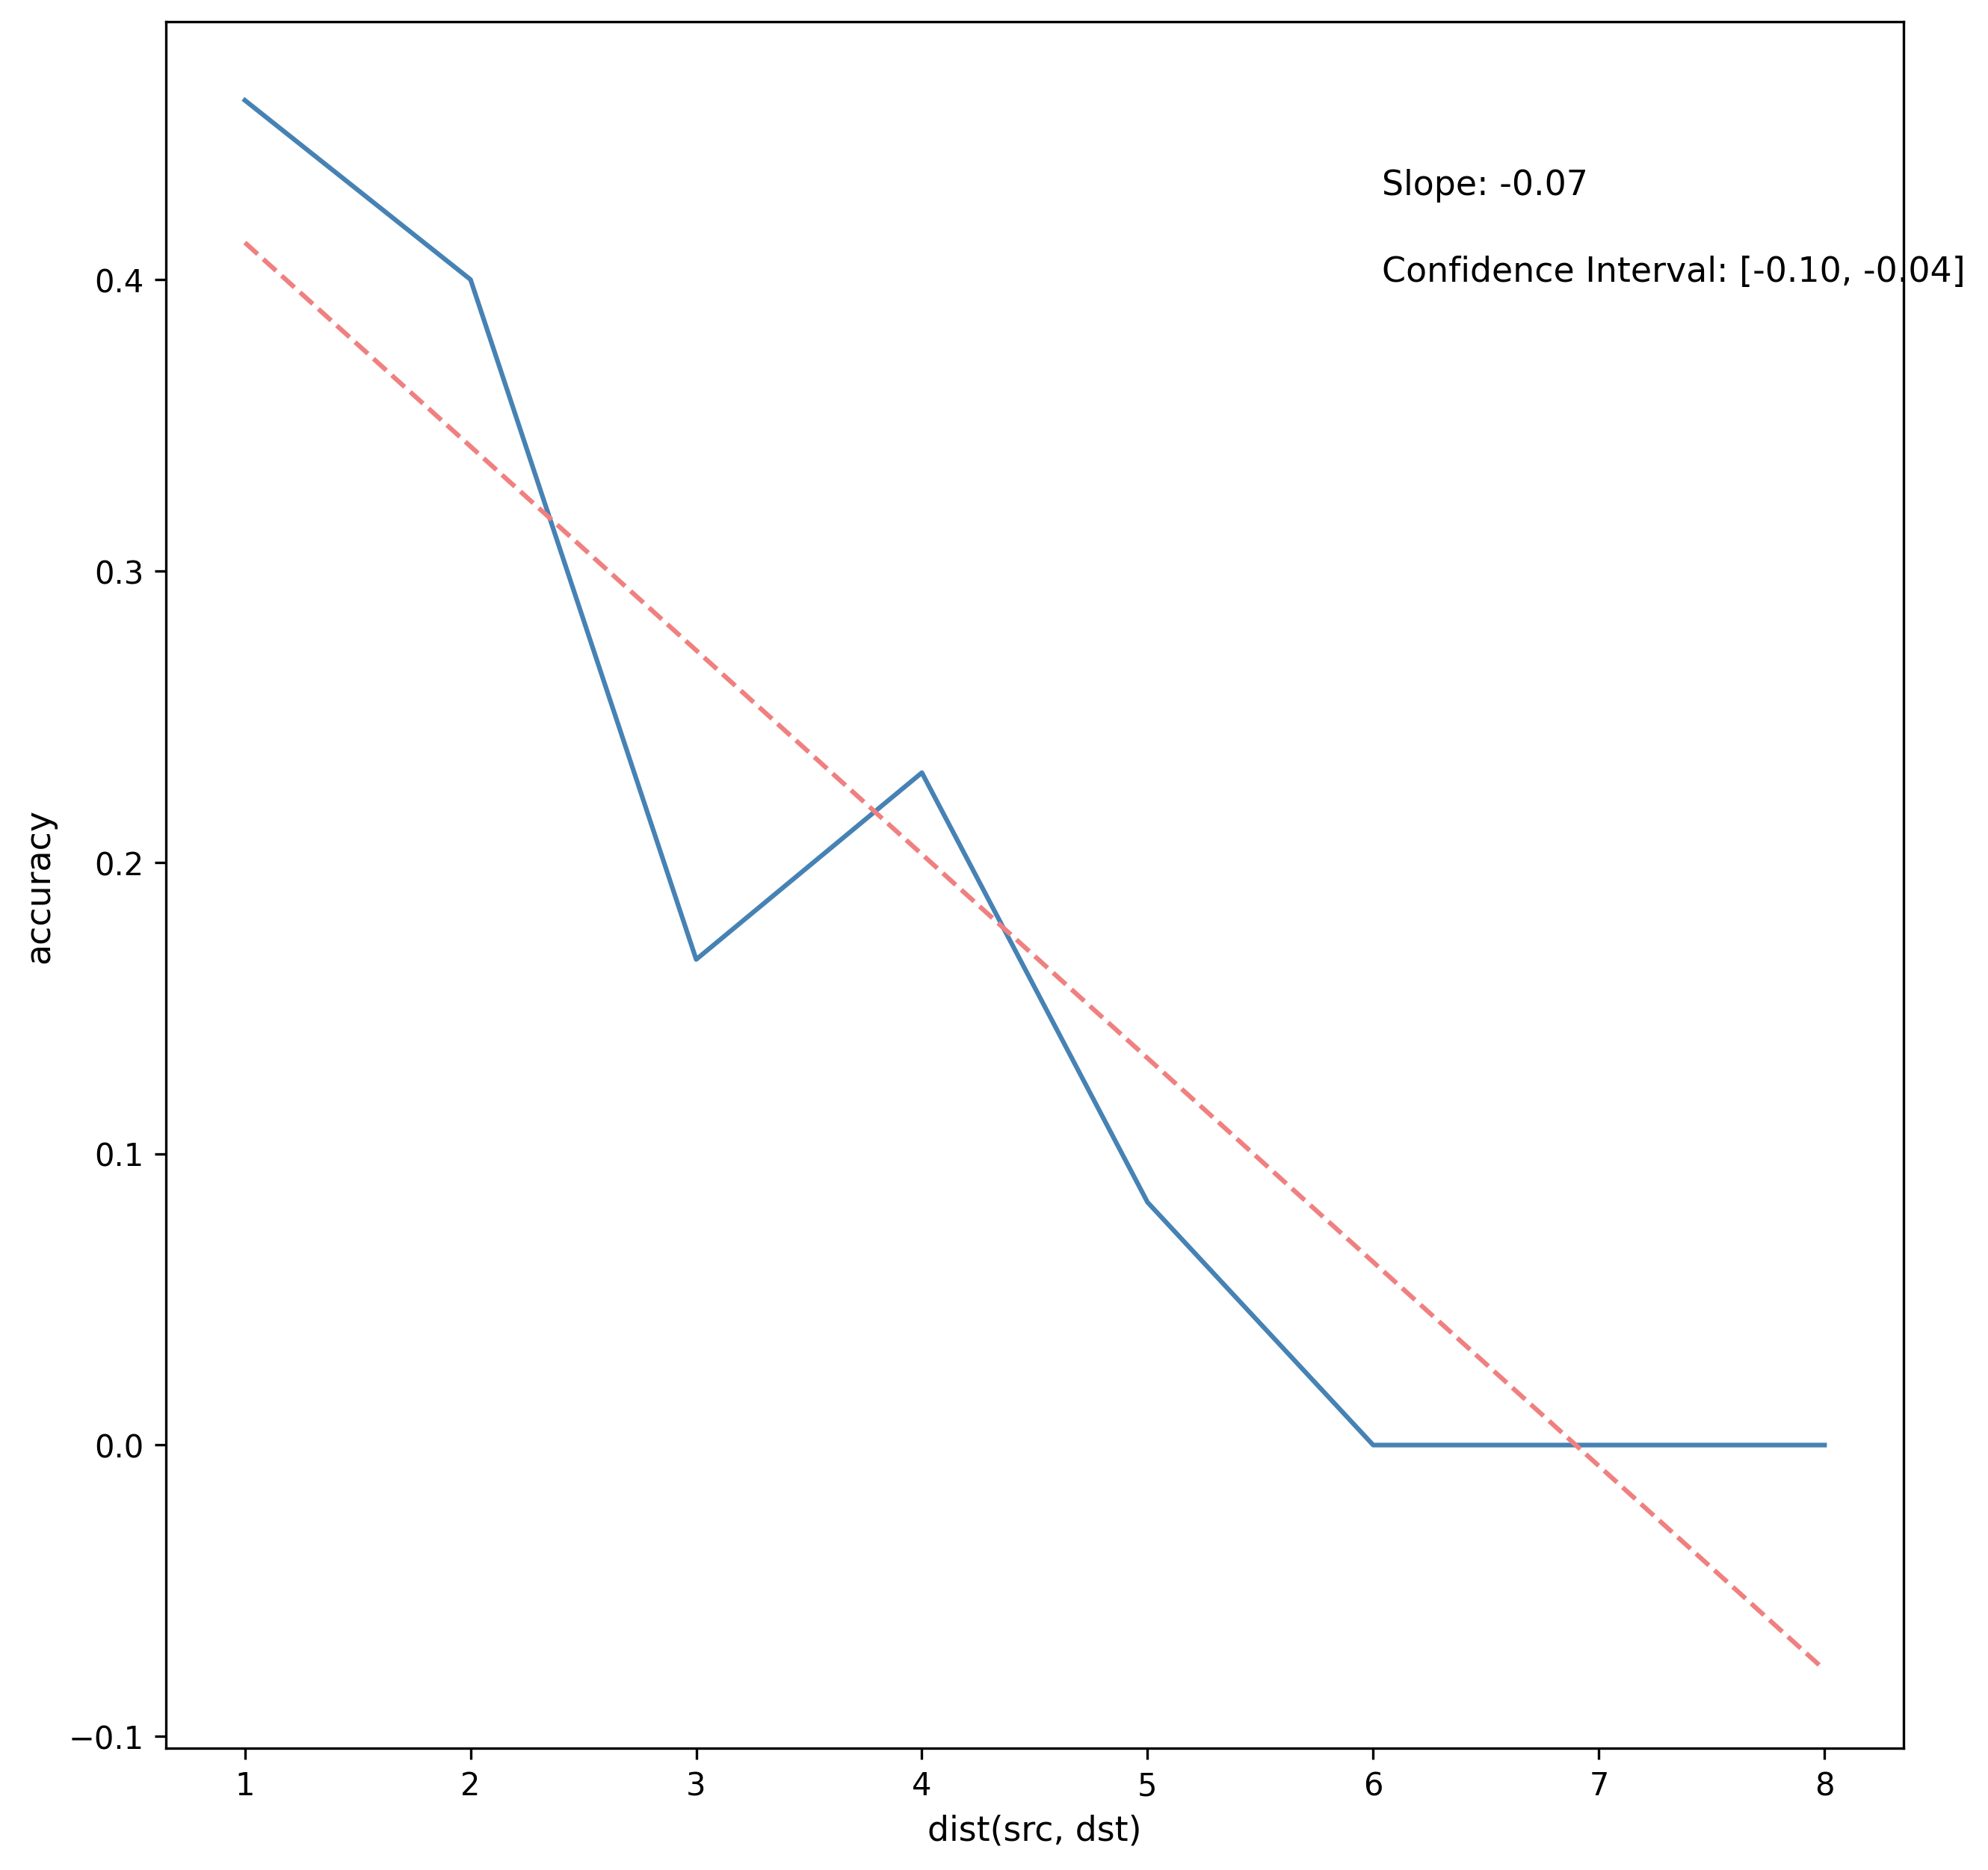 Slope: -0.07
Confidence Interval: [-0.10, -0.04]
0.4
0.3
0.2
0.1
0.0
−0.1
accuracy
1 2 3 4 5 6 7 8
dist(src, dst)